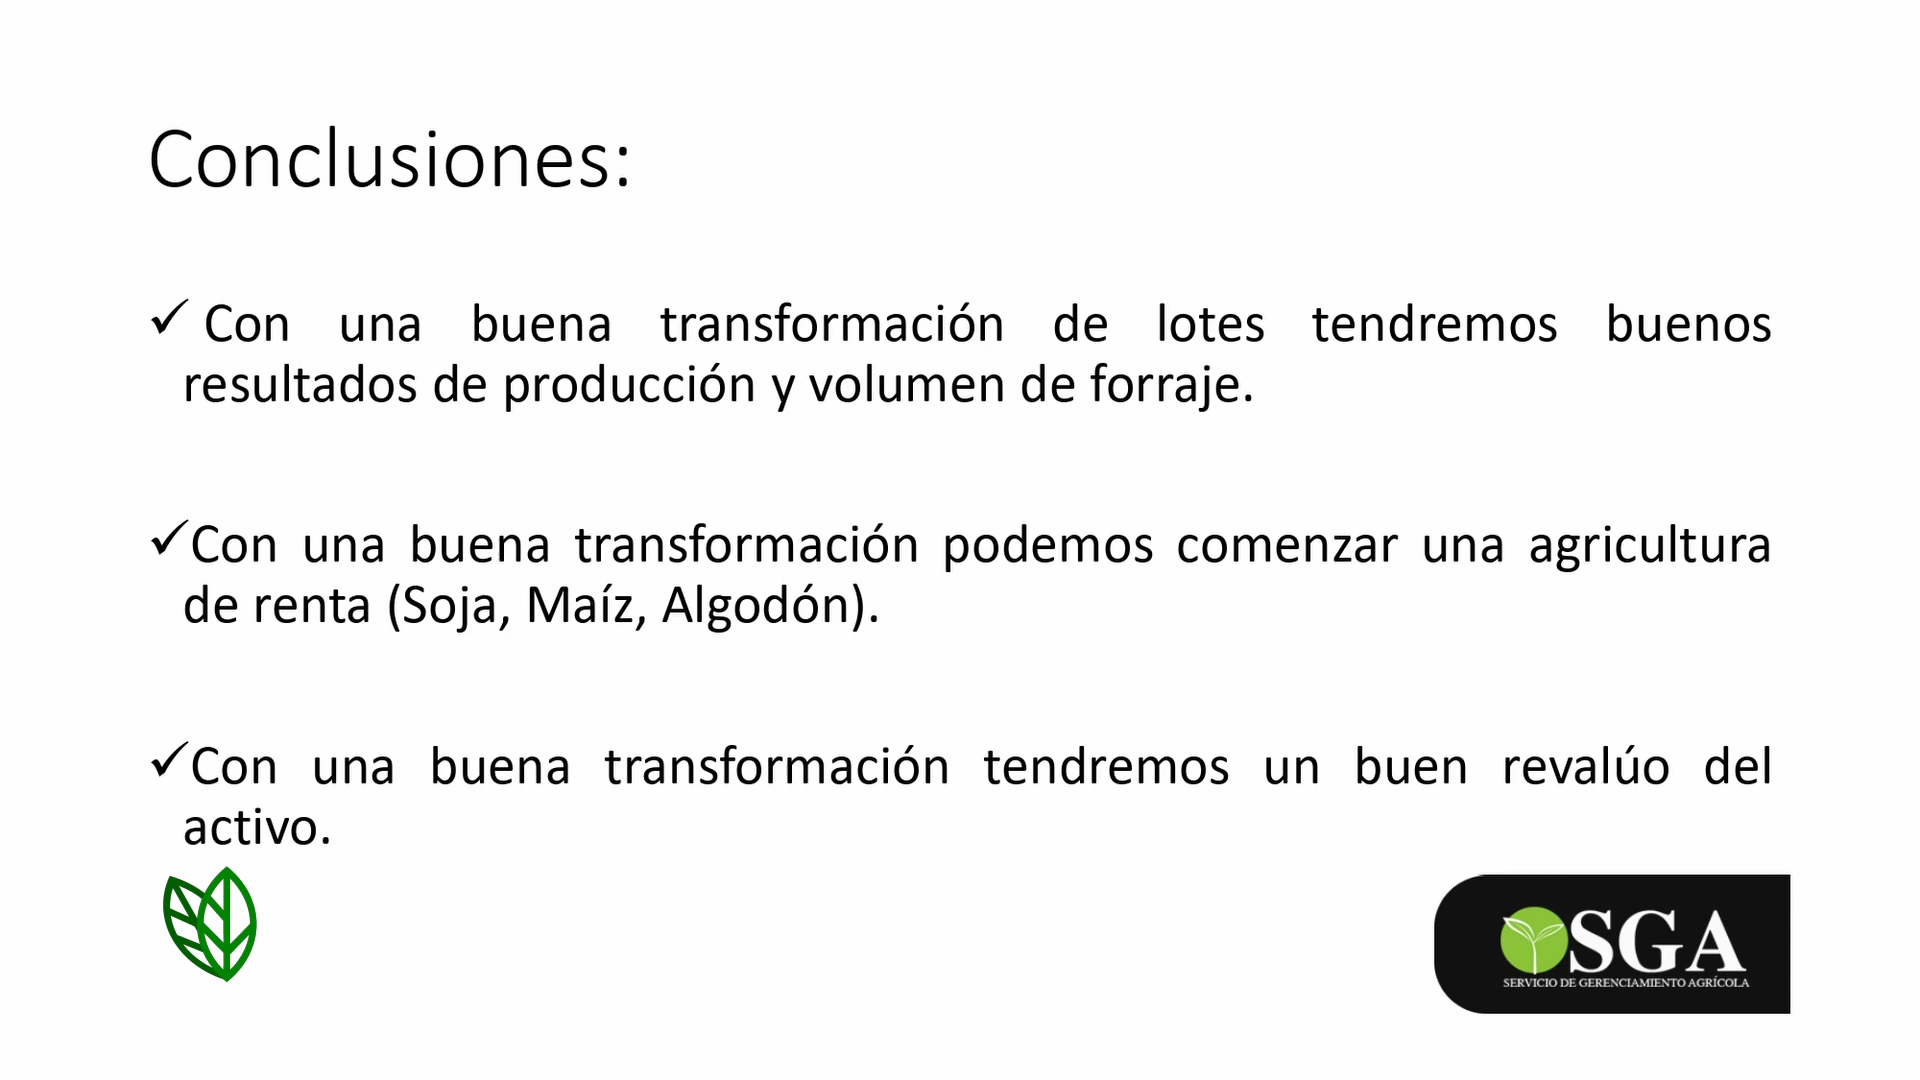 Conclusiones:
✓ Con una buena transformación de lotes tendremos buenos
resultados de producción y volumen de forraje.
✓Con una buena transformación podemos comenzar una agricultura
de renta (Soja, Maíz, Algodón).
✓Con una buena transformación tendremos un buen revalúo del
activo.
SGA
SERVICIO DE GERENCIAMIENTO AGRÍCOLA